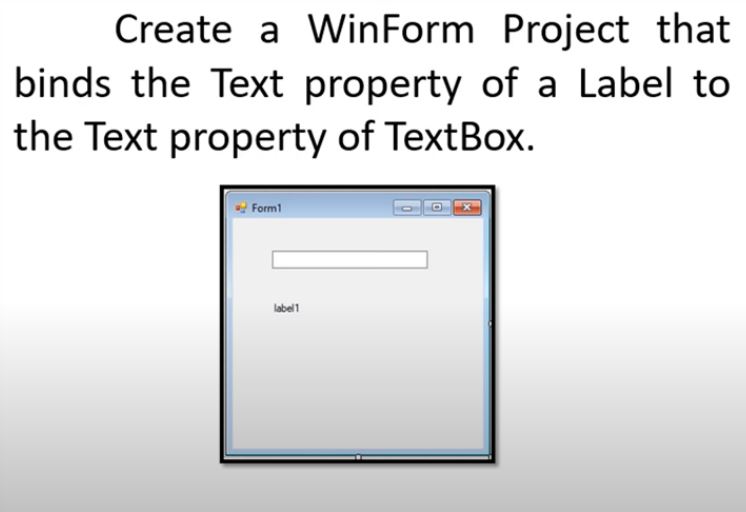 Create a WinForm Project that
binds the Text property of a Label to
the Text property of TextBox.
Form1
label1